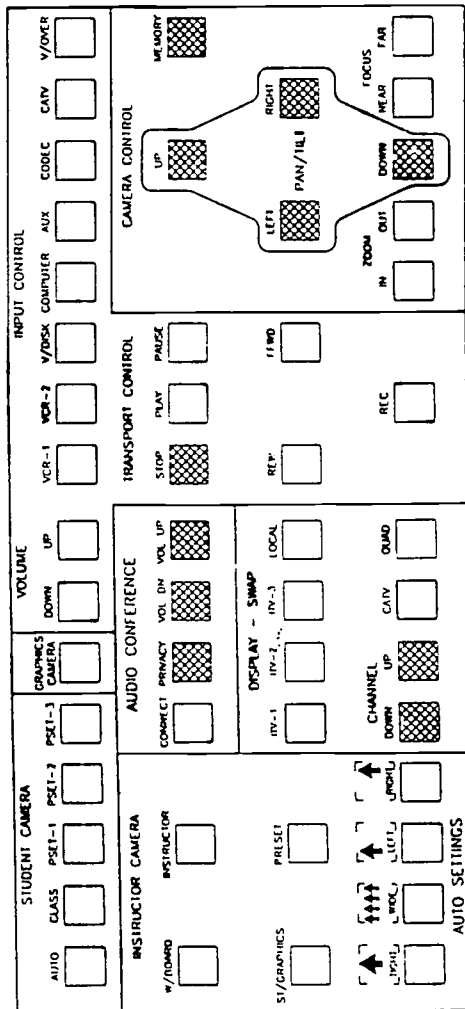 STUDENT CAMERA
AUTO CLASS PSET-1 PSET-2 PSET-3
GRAPHICS
CAMERA
VOLUME
DOWN UP
INPUT CONTROL
VCR-1 VCR-2 V/DISK COMPUTER AUX CODEC CATV V/OVER
INSTRUCTOR CAMERA
W/BOARD INSTRUCTOR
ST/GRAPHICS PRESET
TIGHT WIDE LEFT RIGHT
AUTO SETTINGS
AUDIO CONFERENCE
CONNECT PRIVACY VOL DN VOL UP
DISPLAY - SWAP
ITV-1 ITV-2 ITV-3 LOCAL
CHANNEL
DOWN UP CATV QUAD
TRANSPORT CONTROL
STOP PLAY PAUSE
REW FFWD
REC
CAMERA CONTROL
MEMORY
UP
LEFT RIGHT
PAN/TILT
DOWN
ZOOM
IN OUT
FOCUS
NEAR FAR